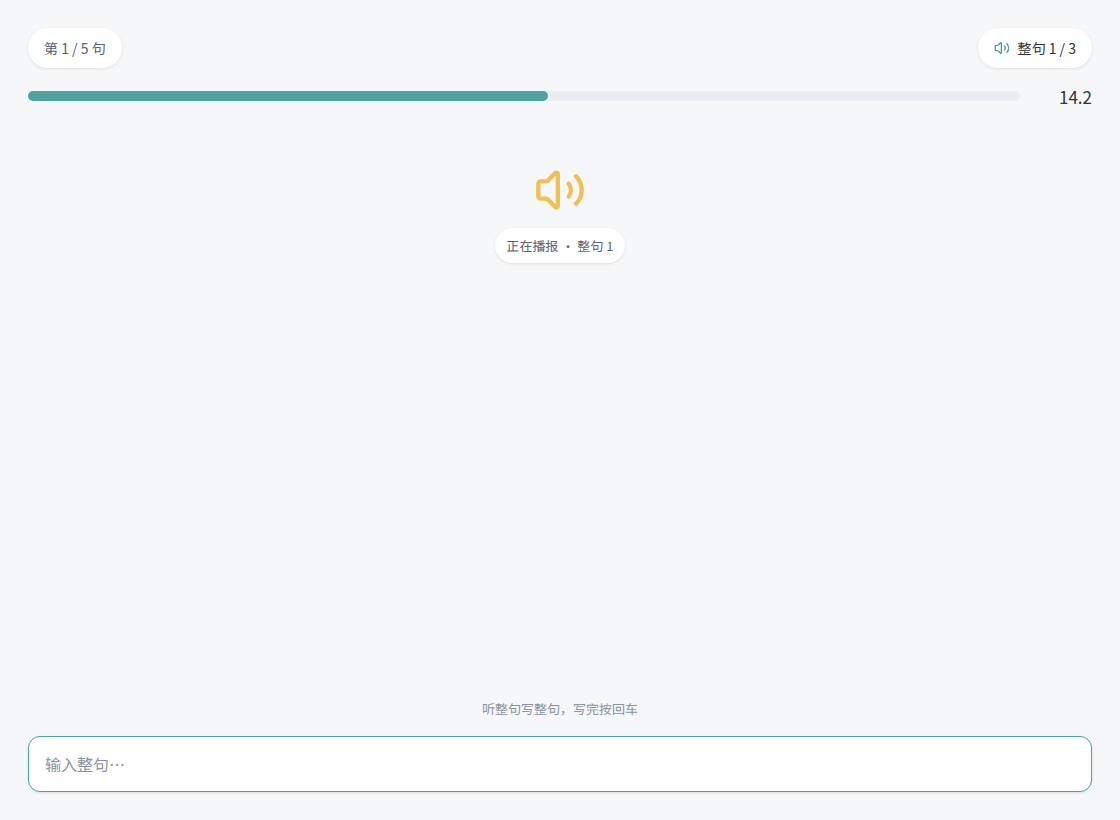 第 1 / 5 句
整句 1 / 3
14.2
正在播报 · 整句 1
听整句写整句，写完按回车
输入整句…